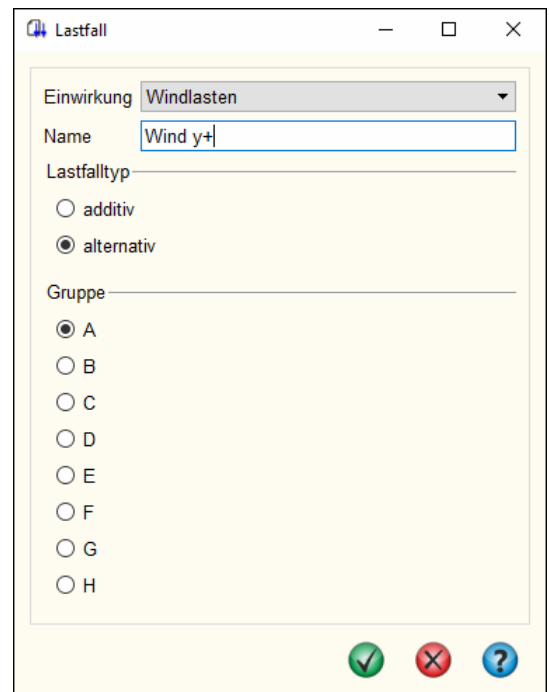 Lastfall
Einwirkung Windlasten
Name Wind y+
Lastfalltyp
additiv
alternativ
Gruppe
A
B
C
D
E
F
G
H
?